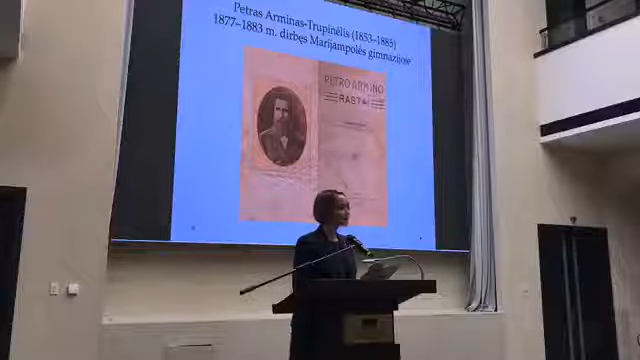 Petras Arminas-Trupinėlis (1853–1885)
1877–1883 m. dirbęs Marijampolės gimnazijoje
PETRO ARMINO
RAŠTAI